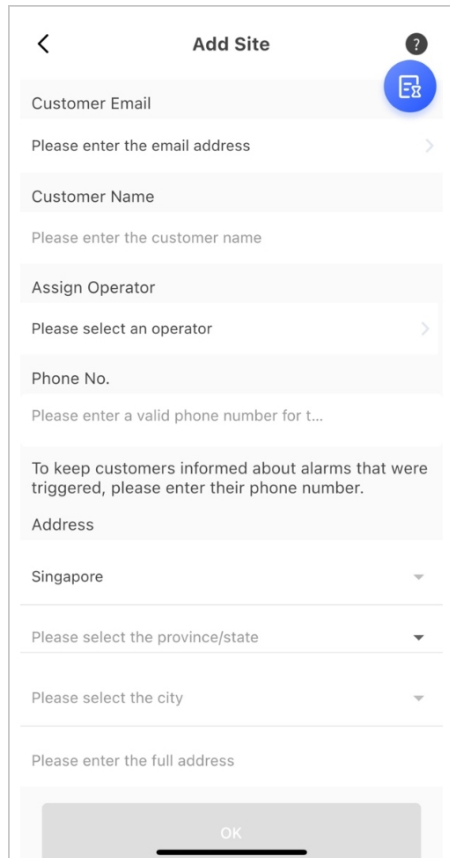 Add Site
?
Customer Email
Please enter the email address
Customer Name
Please enter the customer name
Assign Operator
Please select an operator
Phone No.
Please enter a valid phone number for t...
To keep customers informed about alarms that were
triggered, please enter their phone number.
Address
Singapore
Please select the province/state
Please select the city
Please enter the full address
OK